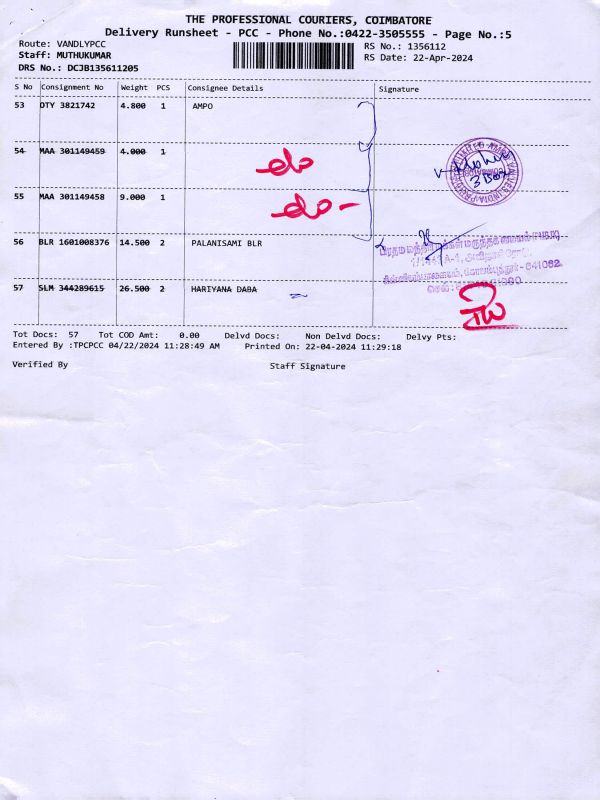 THE PROFESSIONAL COURIERS, COIMBATORE
Delivery Runsheet - PCC - Phone No.:0422-3505555 - Page No.:5
Route: VANDLYPCC
RS No.: 1356112
Staff: MUTHUKUMAR
RS Date: 22-Apr-2024
DRS No.: DCJB135611205
S No Consignment No Weight PCS Consignee Details Signature
53 DTY 3821742 4.800 1 AMPO
54 MAA 301149459 4.000 1 do
3 Box
55 MAA 301149458 9.000 1 do-
56 BLR 1601008376 14.500 2 PALANISAMI BLR
57 SLM 344289615 26.500 2 HARIYANA DABA
Tot Docs: 57 Tot COD Amt: 0.00 Delvd Docs: Non Delvd Docs: Delvy Pts:
Entered By :TPCPCC 04/22/2024 11:28:49 AM Printed On: 22-04-2024 11:29:18
Verified By Staff Signature